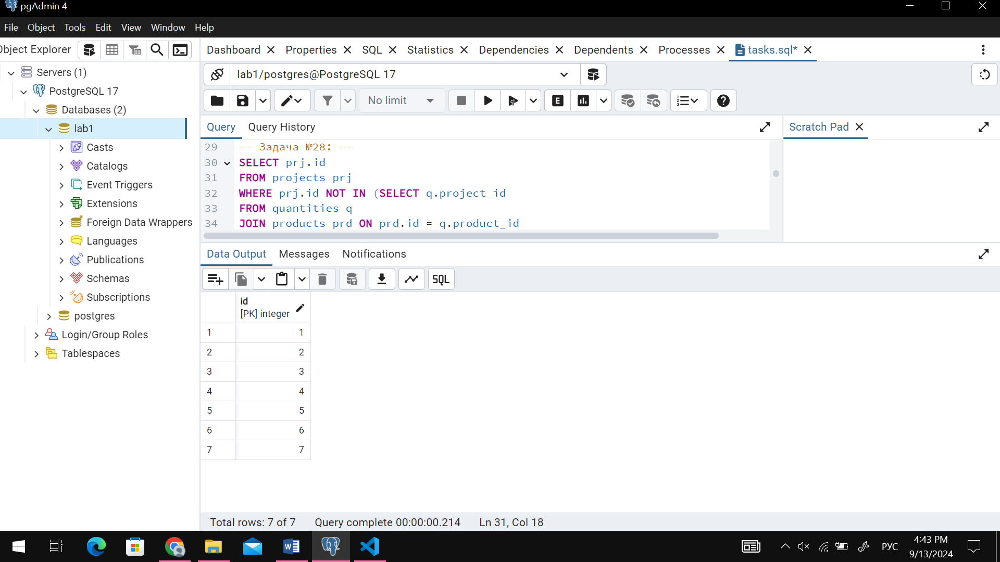 pgAdmin 4
File Object Tools Edit View Window Help
Object Explorer
Dashboard Properties SQL Statistics Dependencies Dependents Processes tasks.sql*
Servers (1)
PostgreSQL 17
Databases (2)
lab1
Casts
Catalogs
Event Triggers
Extensions
Foreign Data Wrappers
Languages
Publications
Schemas
Subscriptions
postgres
Login/Group Roles
Tablespaces
lab1/postgres@PostgreSQL 17
No limit
E
Query Query History
Scratch Pad
29 -- Задача №28: --
30 SELECT prj.id
31 FROM projects prj
32 WHERE prj.id NOT IN (SELECT q.project_id
33 FROM quantities q
34 JOIN products prd ON prd.id = q.product_id
Data Output Messages Notifications
SQL
id
[PK] integer
1 1
2 2
3 3
4 4
5 5
6 6
7 7
Total rows: 7 of 7 Query complete 00:00:00.214 Ln 31, Col 18
РУС
4:43 PM
9/13/2024